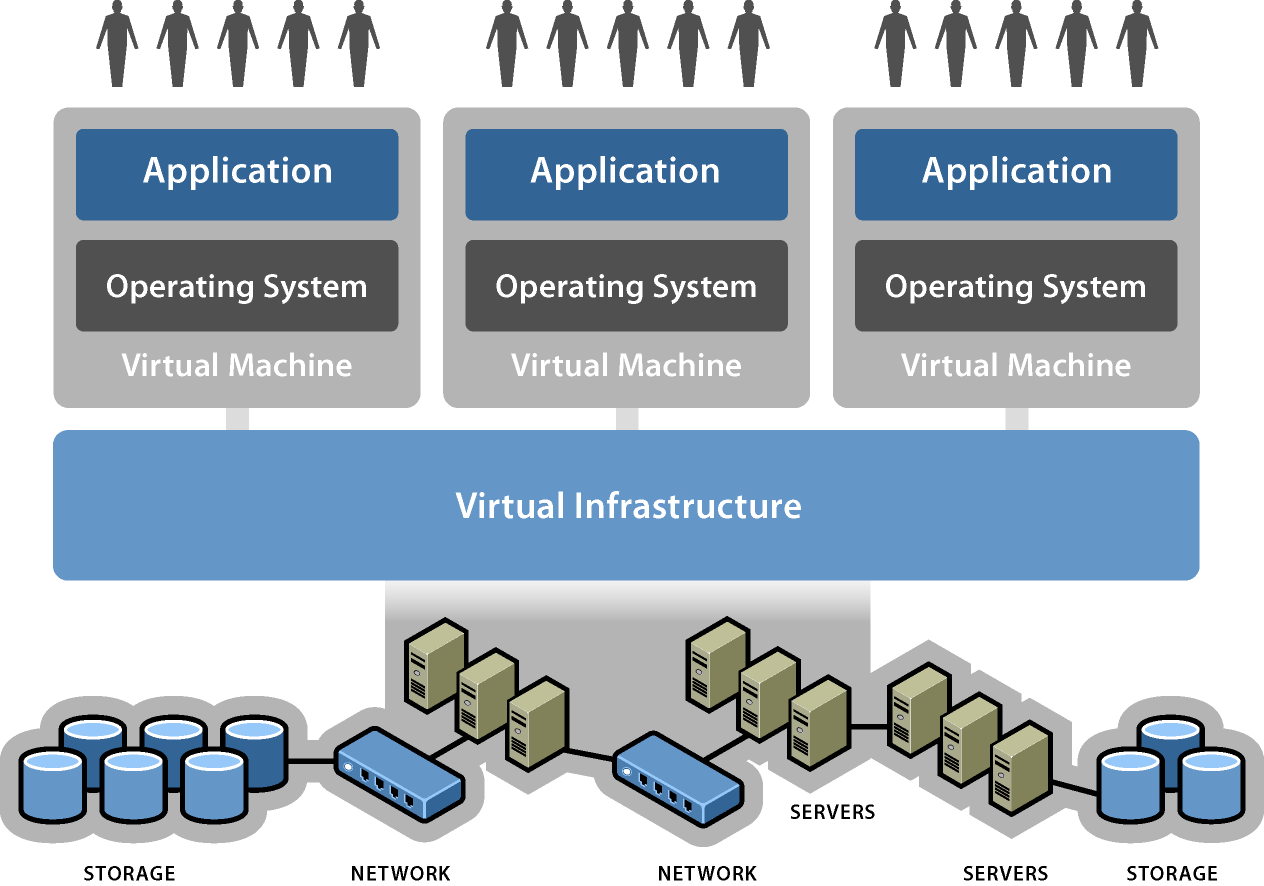 Application
Application
Application
Operating System
Operating System
Operating System
Virtual Machine
Virtual Machine
Virtual Machine
Virtual Infrastructure
SERVERS
STORAGE
NETWORK
NETWORK
SERVERS
STORAGE